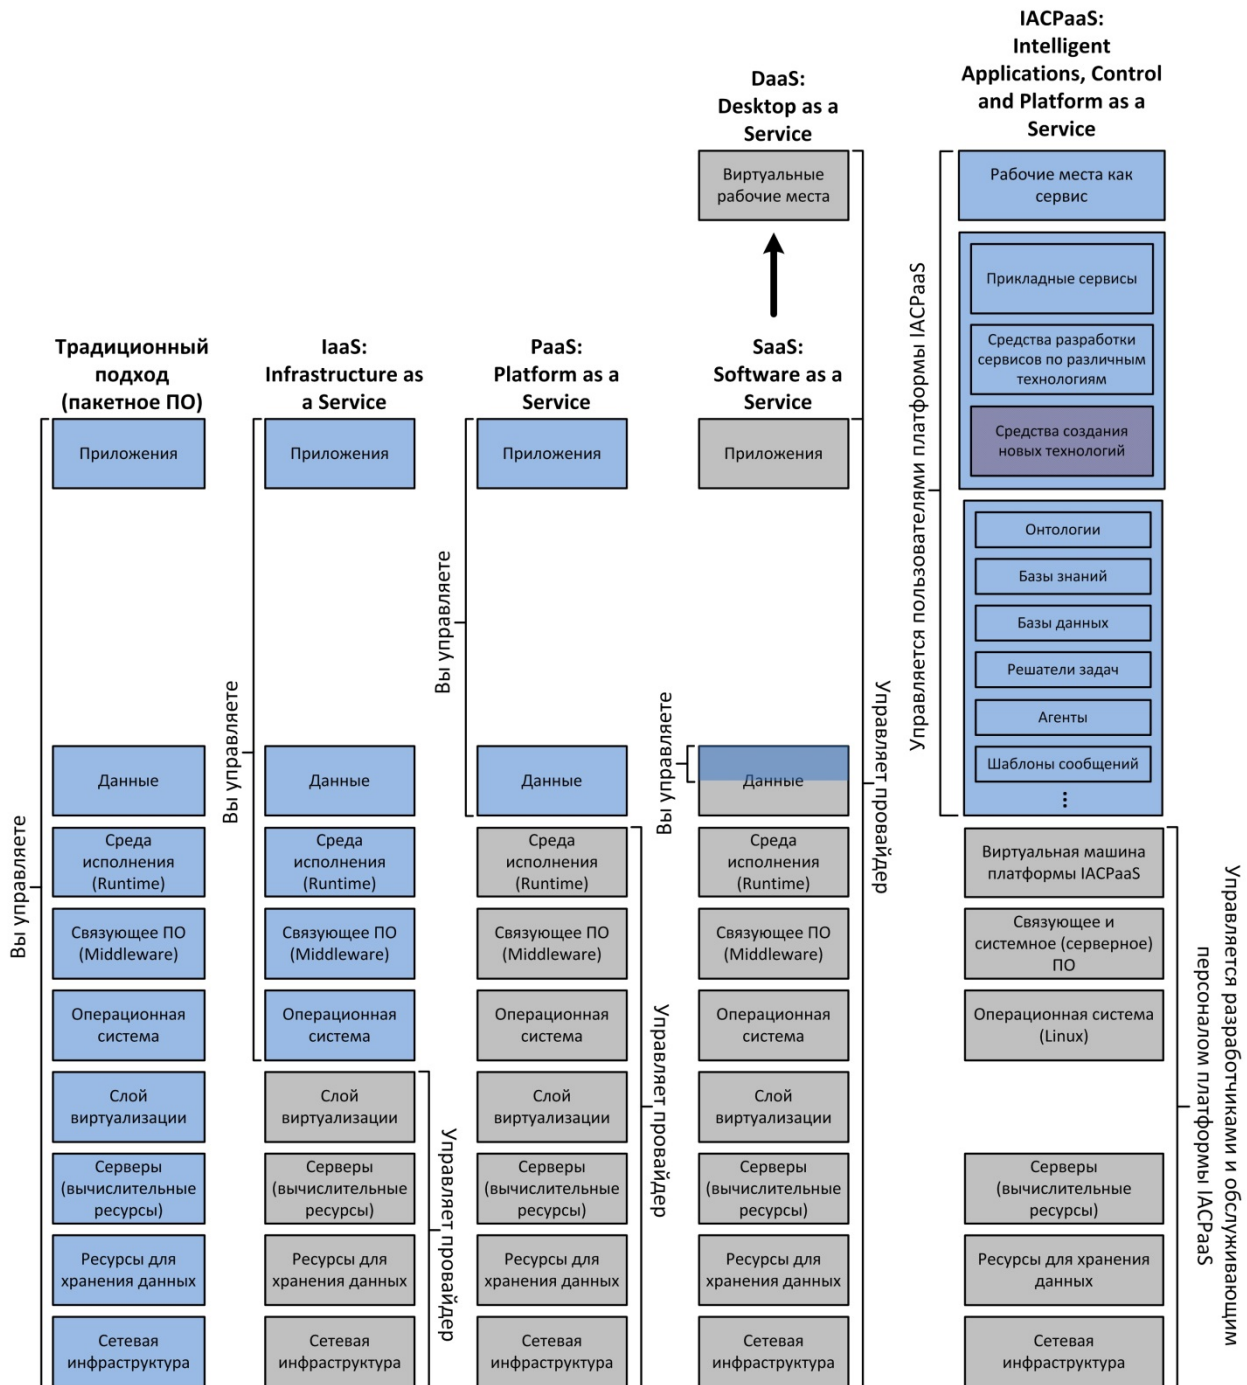 IACPaaS:
Intelligent
Applications, Control
and Platform as a
Service
DaaS:
Desktop as a
Service
Виртуальные
рабочие места
Рабочие места как
сервис
Прикладные сервисы
Средства разработки
сервисов по различным
технологиям
Средства создания
новых технологий
Управляется пользователями платформы IACPaaS
Традиционный
подход
(пакетное ПО)
IaaS:
Infrastructure as
a Service
PaaS:
Platform as a
Service
SaaS:
Software as a
Service
Приложения
Приложения
Приложения
Приложения
Онтологии
Базы знаний
Базы данных
Решатели задач
Агенты
Шаблоны сообщений
Вы управляете
Вы управляете
Вы управляете
Вы управляете
Управляет провайдер
Данные
Данные
Данные
Данные
Среда
исполнения
(Runtime)
Среда
исполнения
(Runtime)
Среда
исполнения
(Runtime)
Среда
исполнения
(Runtime)
Виртуальная машина
платформы IACPaaS
Связующее ПО
(Middleware)
Связующее ПО
(Middleware)
Связующее ПО
(Middleware)
Связующее ПО
(Middleware)
Связующее и
системное (серверное)
ПО
Операционная
система
Операционная
система
Операционная
система
Операционная
система
Операционная система
(Linux)
Слой
виртуализации
Слой
виртуализации
Слой
виртуализации
Слой
виртуализации
Управляет провайдер
Управляет провайдер
Управляется разработчиками и обслуживающим
персоналом платформы IACPaaS
Серверы
(вычислительные
ресурсы)
Серверы
(вычислительные
ресурсы)
Серверы
(вычислительные
ресурсы)
Серверы
(вычислительные
ресурсы)
Серверы
(вычислительные
ресурсы)
Ресурсы для
хранения данных
Ресурсы для
хранения данных
Ресурсы для
хранения данных
Ресурсы для
хранения данных
Ресурсы для хранения
данных
Сетевая
инфраструктура
Сетевая
инфраструктура
Сетевая
инфраструктура
Сетевая
инфраструктура
Сетевая
инфраструктура